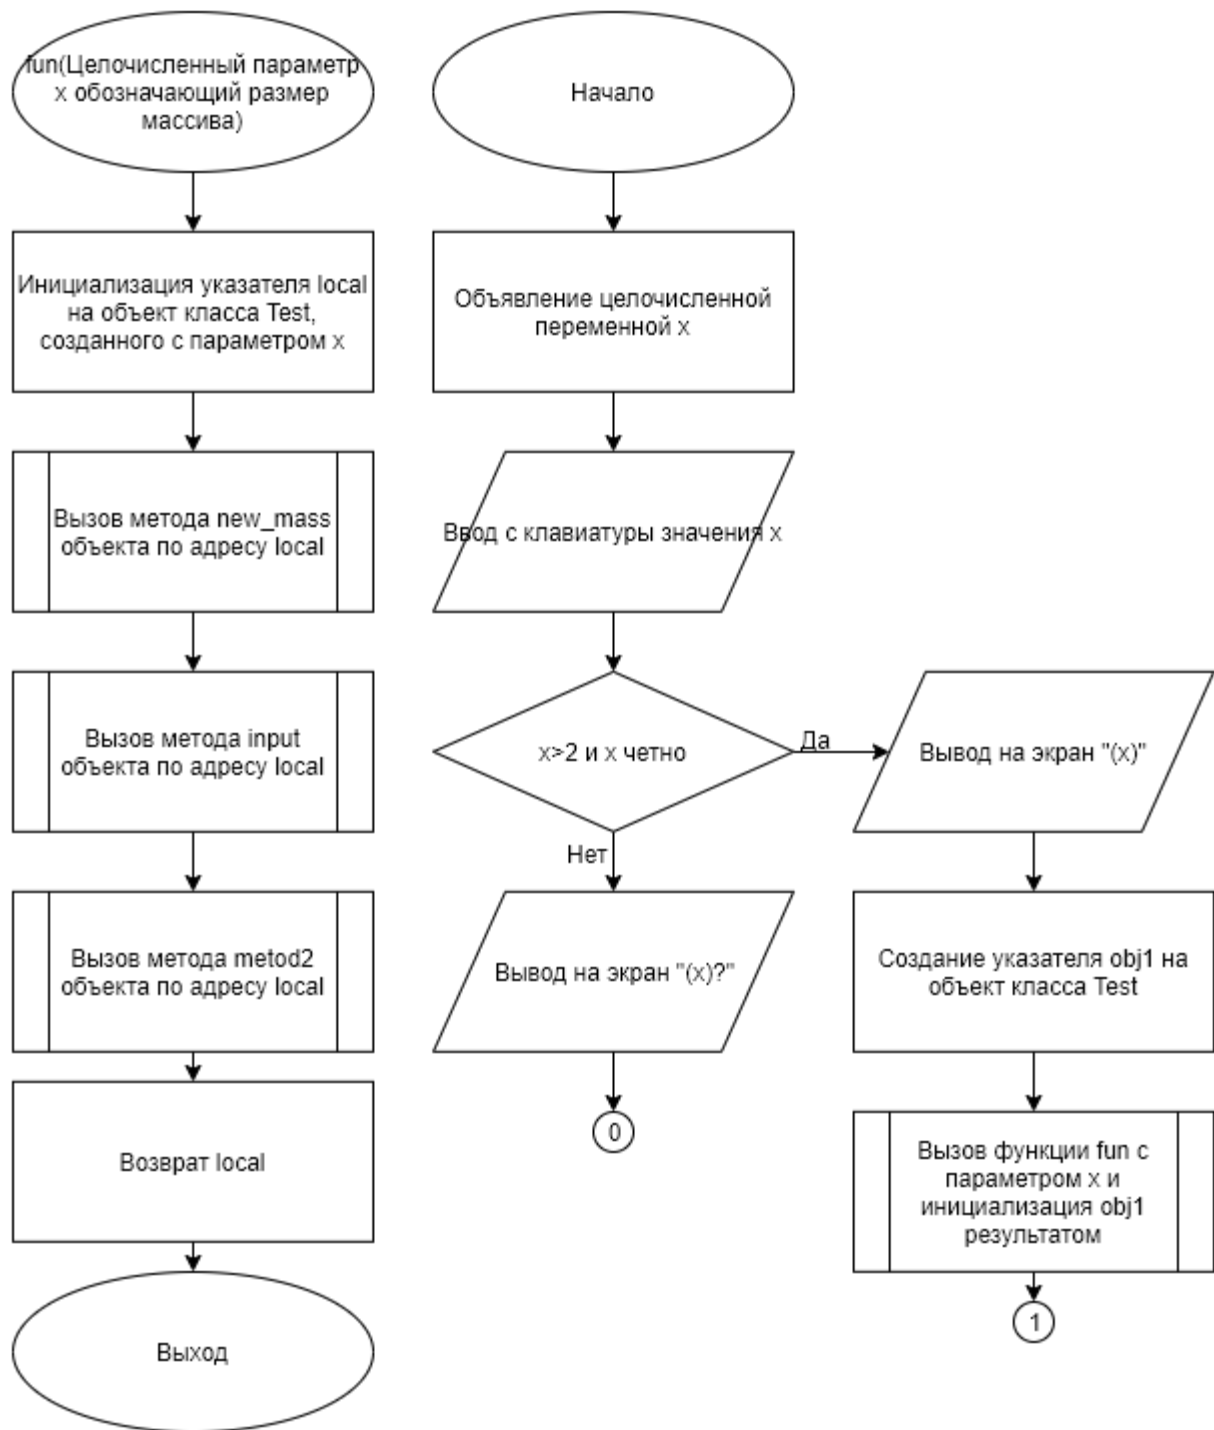 fun(Целочисленный параметр
x обозначающий размер
массива)
Инициализация указателя local
на объект класса Test,
созданного с параметром x
Вызов метода new_mass
объекта по адресу local
Вызов метода input
объекта по адресу local
Вызов метода metod2
объекта по адресу local
Возврат local
Выход
Начало
Объявление целочисленной
переменной x
Ввод с клавиатуры значения x
x>2 и x четно
Да
Нет
Вывод на экран "(x)?"
0
Вывод на экран "(x)"
Создание указателя obj1 на
объект класса Test
Вызов функции fun с
параметром x и
инициализация obj1
результатом
1